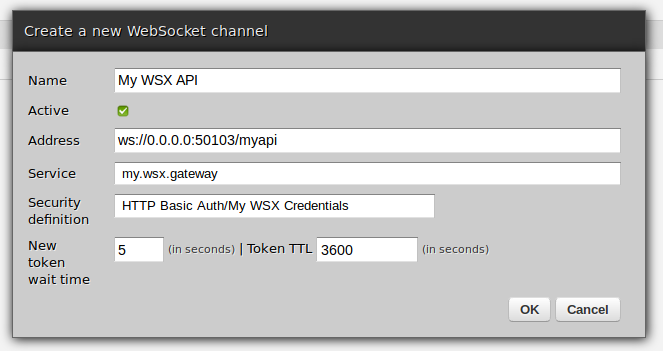 Create a new WebSocket channel
Name My WSX API
Active
Address ws://0.0.0.0:50103/myapi
Service my.wsx.gateway
Security
definition HTTP Basic Auth/My WSX Credentials
New
token
wait time 5 (in seconds) | Token TTL 3600 (in seconds)
OK Cancel